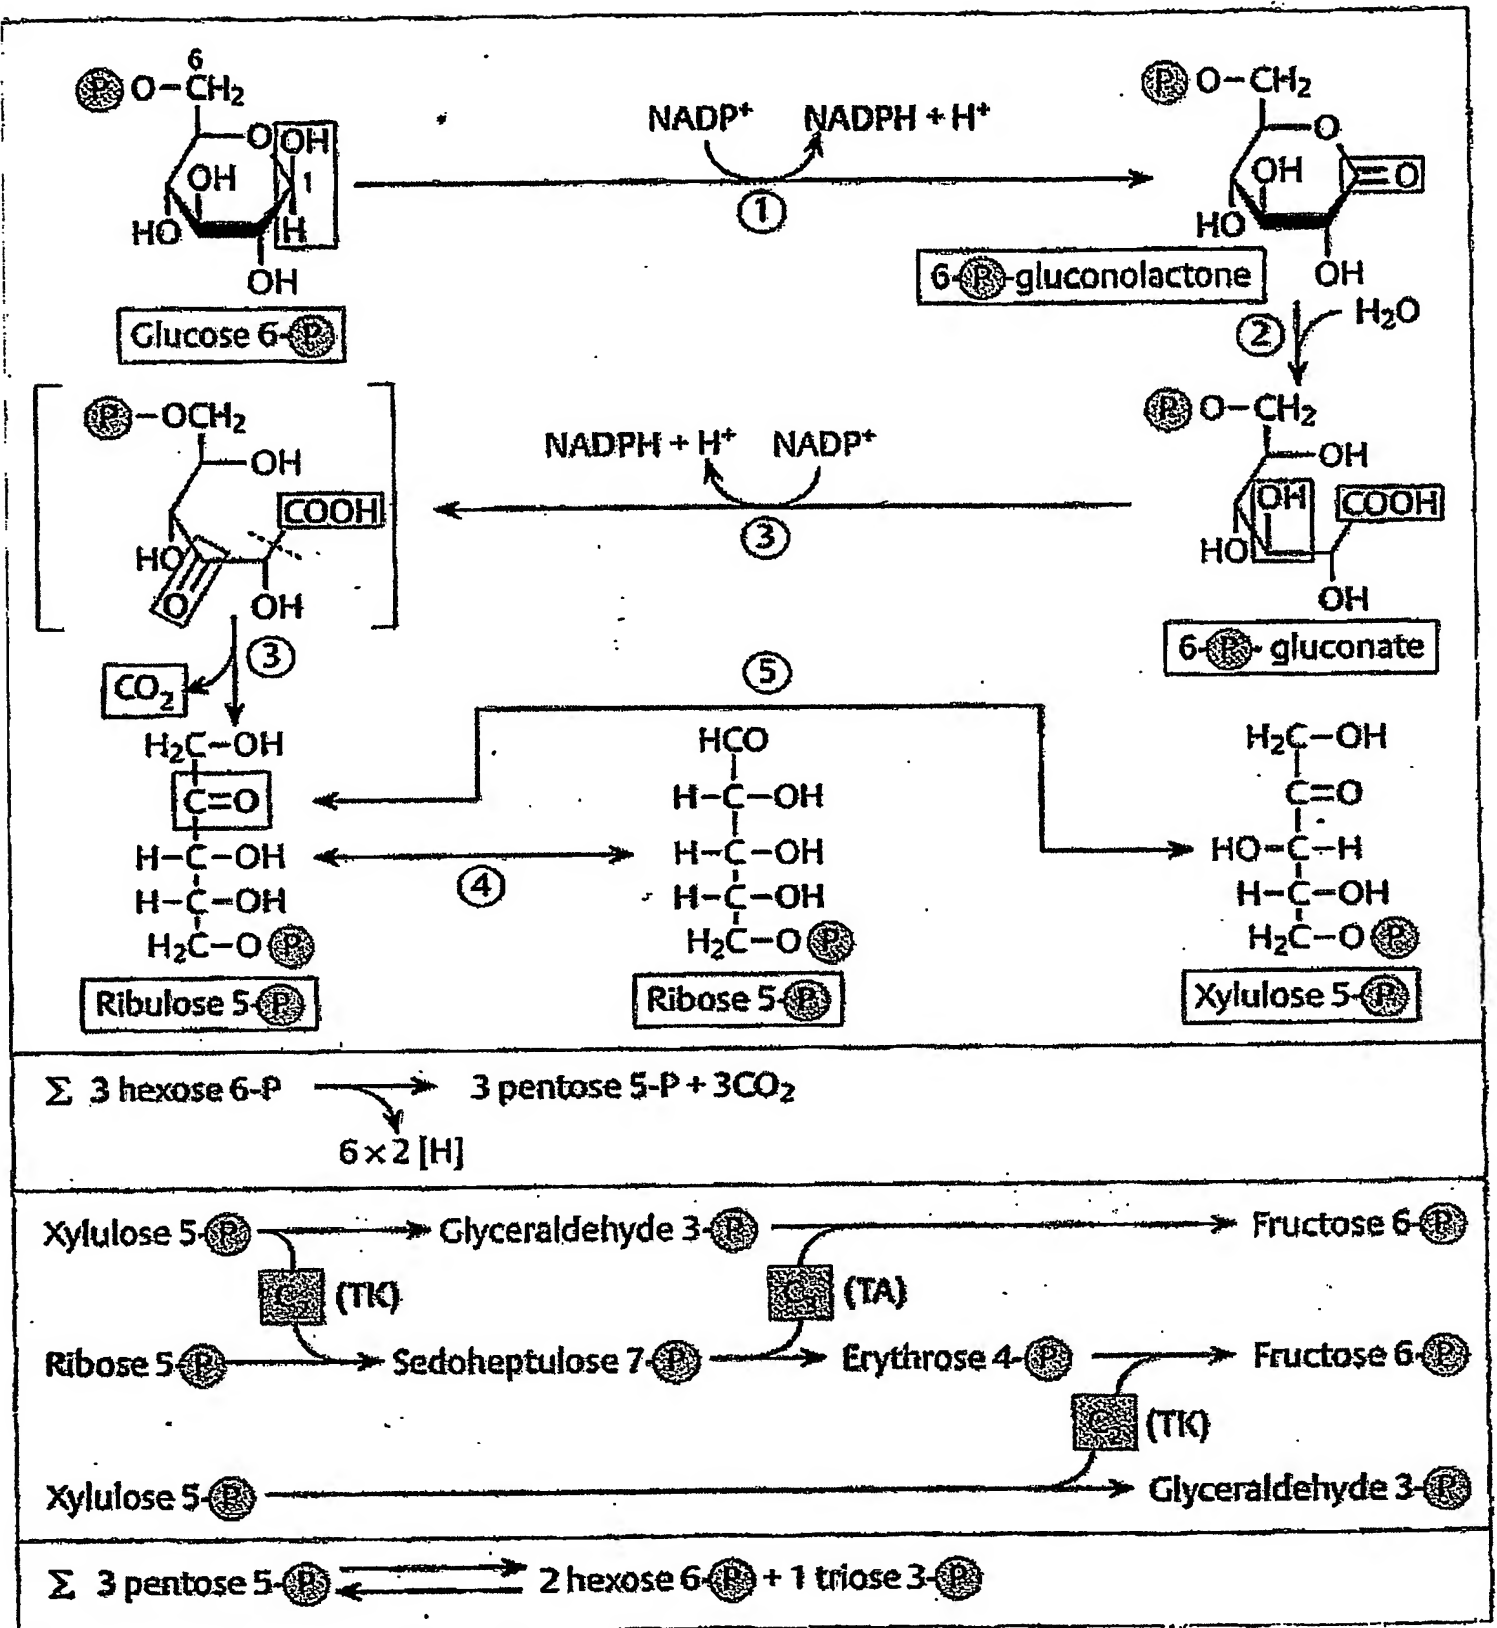 6
P O–CH₂
O OH
OH 1
HO H
OH
Glucose 6-P
NADP⁺ NADPH + H⁺
1
P O–CH₂
O
OH =O
HO
OH
6-P-gluconolactone
2 H₂O
P–OCH₂
OH
COOH
HO
O OH
NADPH + H⁺ NADP⁺
3
P O–CH₂
OH
OH COOH
HO
OH
6-P-gluconate
3
CO₂
5
H₂C–OH
C=O
H–C–OH
H–C–OH
H₂C–O P
Ribulose 5-P
4
HCO
H–C–OH
H–C–OH
H–C–OH
H₂C–O P
Ribose 5-P
H₂C–OH
C=O
HO–C–H
H–C–OH
H₂C–O P
Xylulose 5-P
Σ 3 hexose 6-P 3 pentose 5-P + 3CO₂
6 × 2 [H]
Xylulose 5-P Glyceraldehyde 3-P Fructose 6-P
C₂ (TK) C₃ (TA)
Ribose 5-P Sedoheptulose 7-P Erythrose 4-P Fructose 6-P
C₂ (TK)
Xylulose 5-P Glyceraldehyde 3-P
Σ 3 pentose 5-P 2 hexose 6-P + 1 triose 3-P